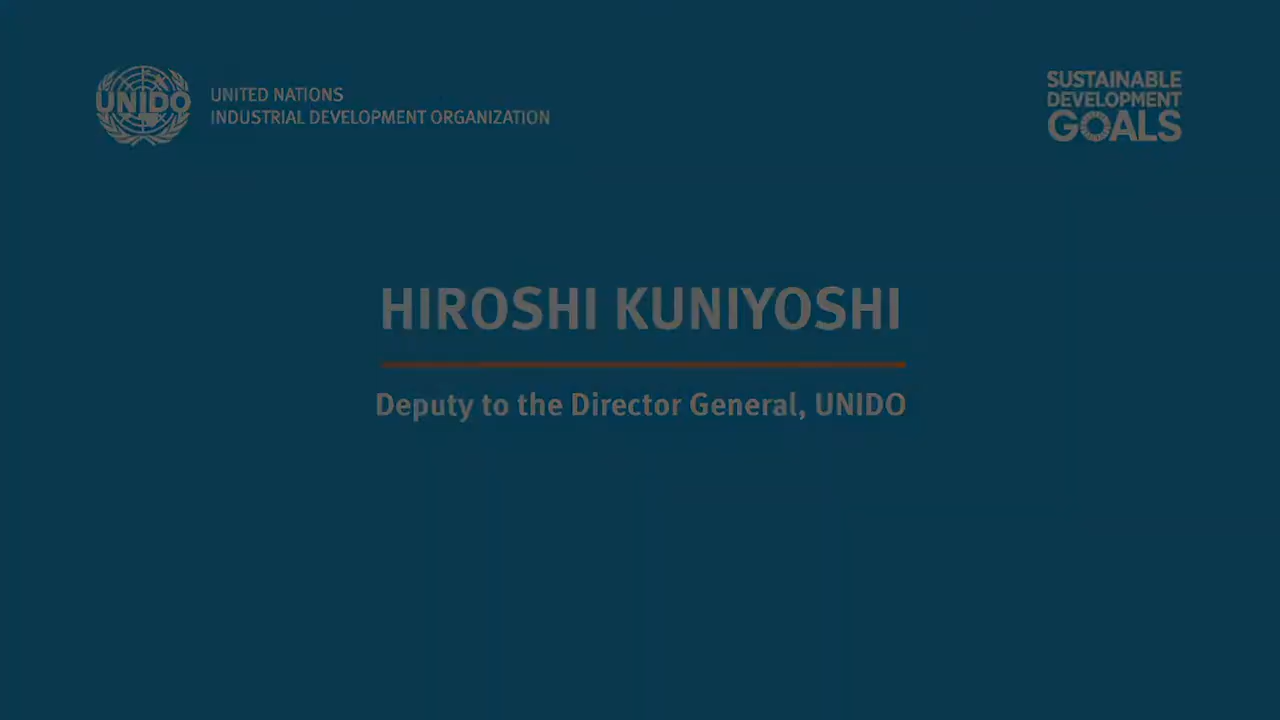 UNIDO
UNITED NATIONS
INDUSTRIAL DEVELOPMENT ORGANIZATION
SUSTAINABLE
DEVELOPMENT
GOALS
HIROSHI KUNIYOSHI
Deputy to the Director General, UNIDO